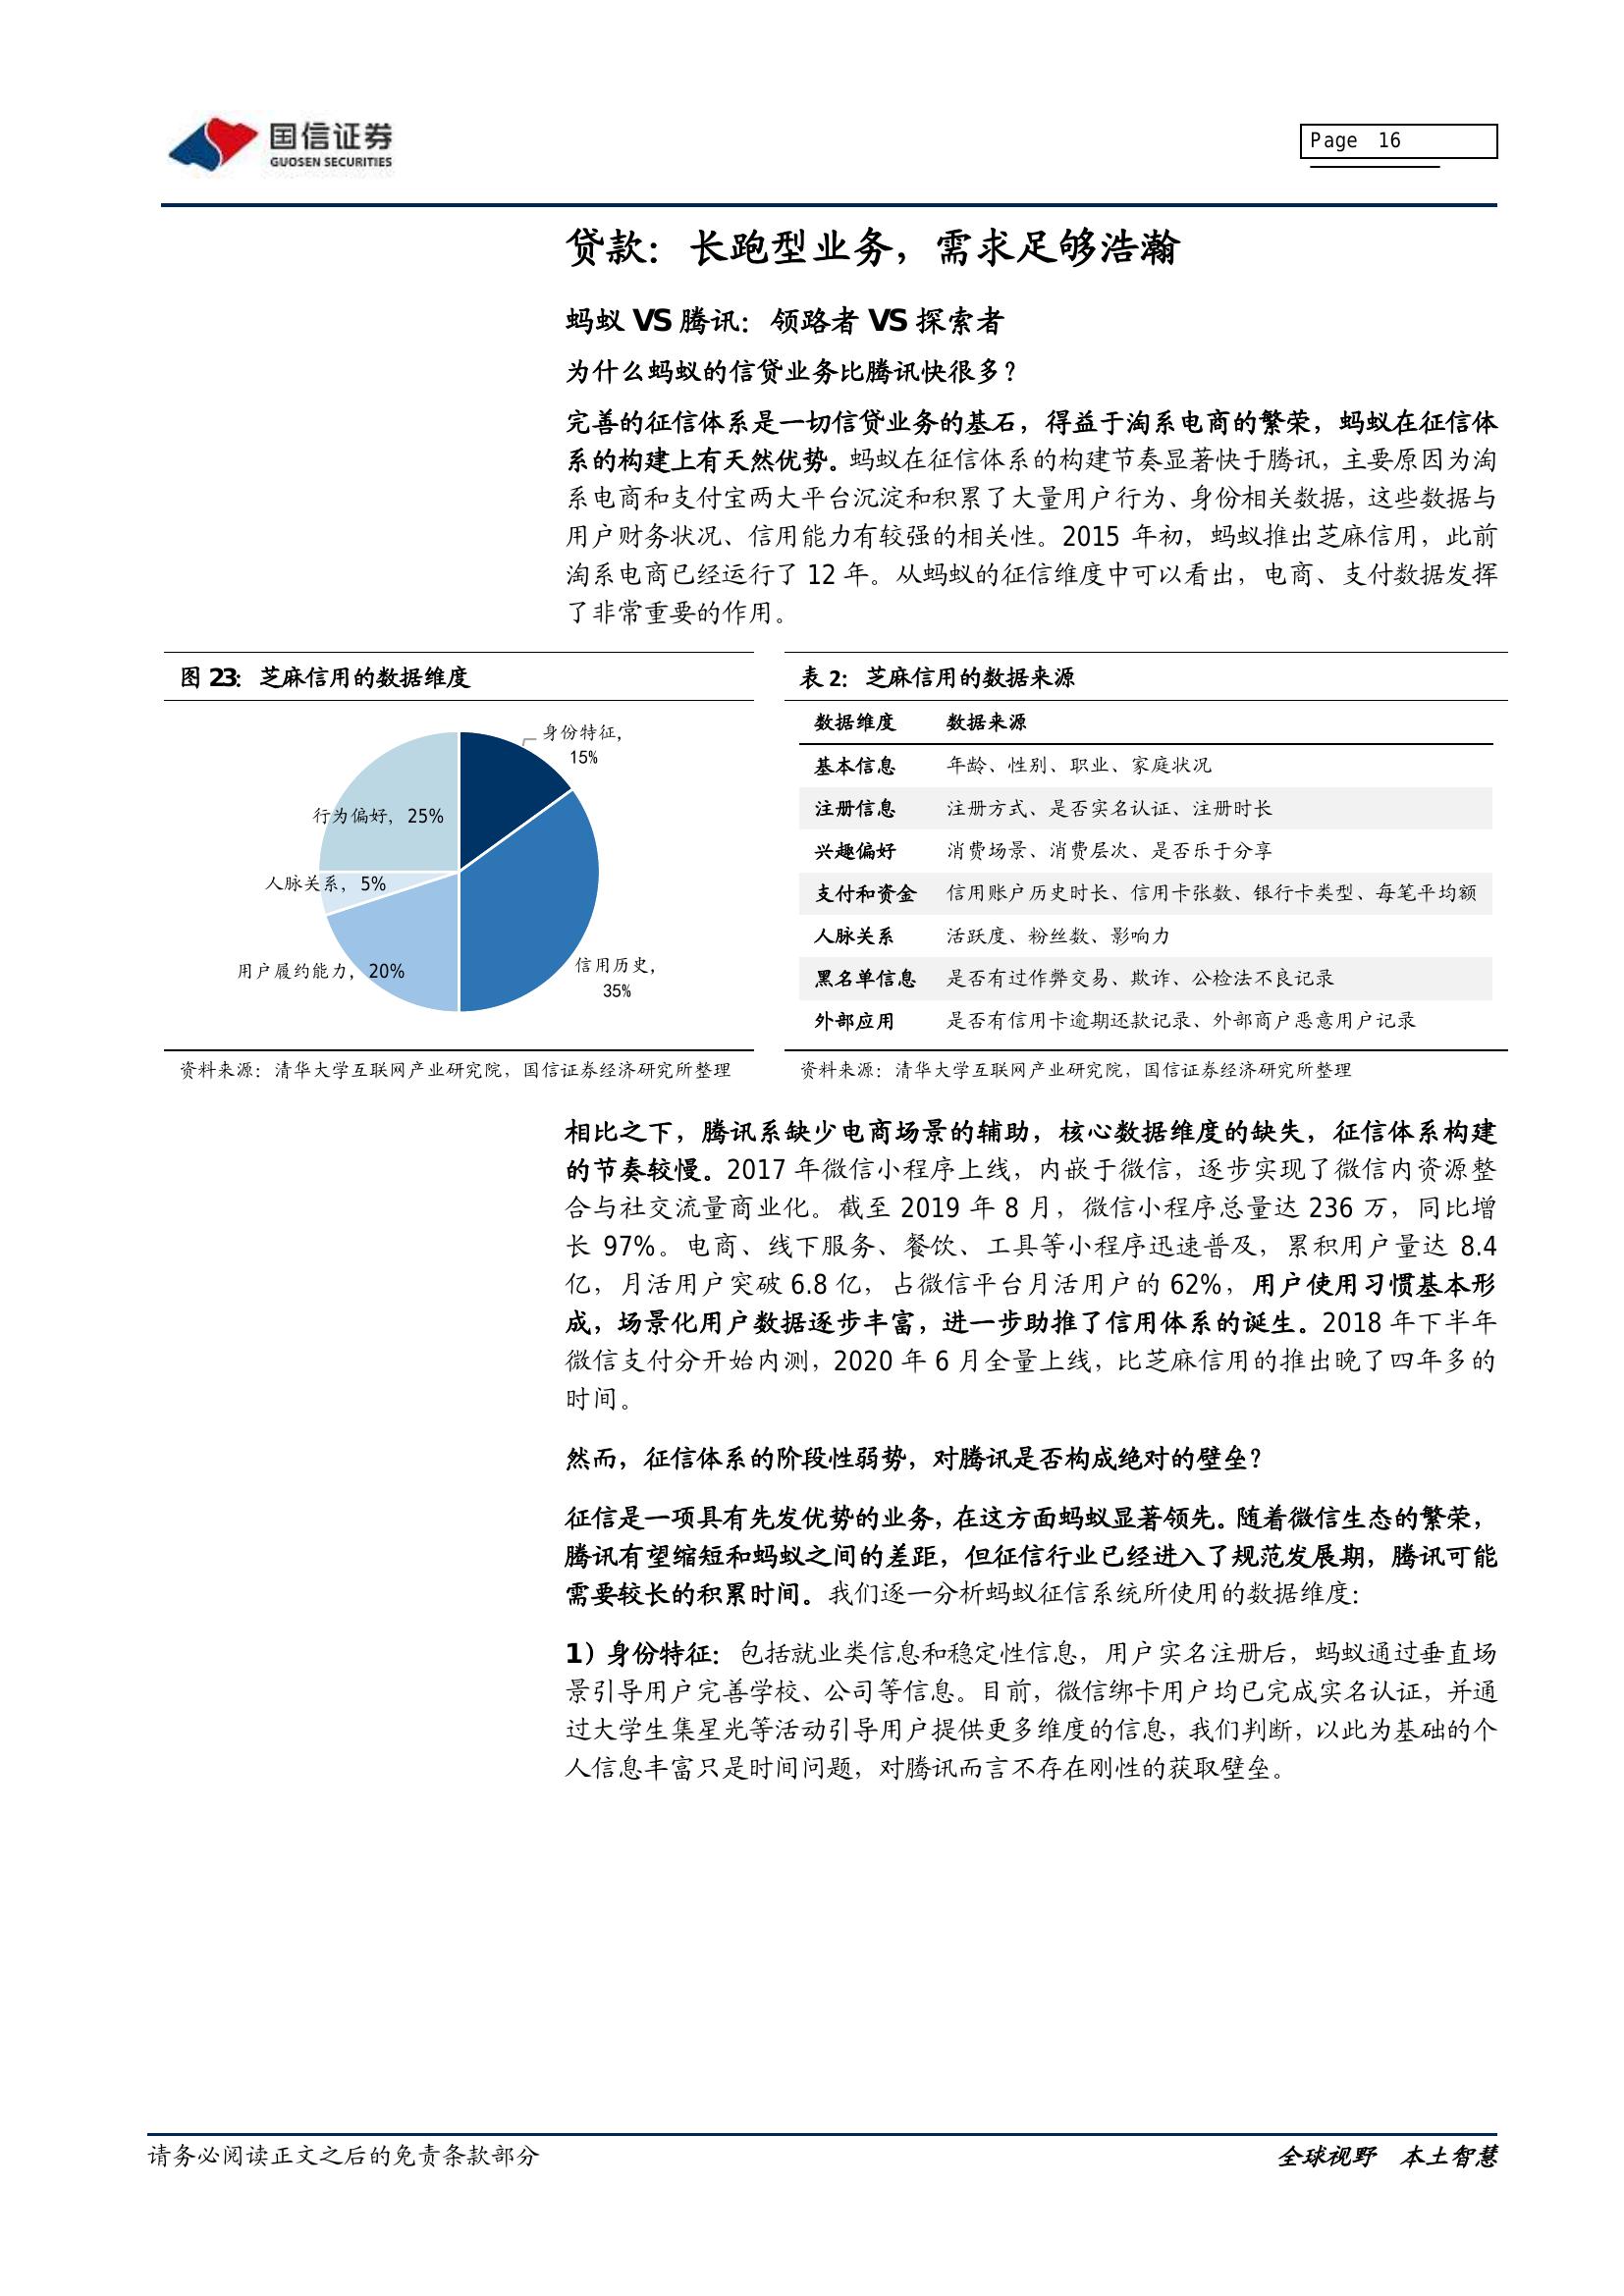 国信证券
GUOSEN SECURITIES
Page 16
贷款：长跑型业务，需求足够浩瀚
蚂蚁 VS 腾讯：领路者 VS 探索者
为什么蚂蚁的信贷业务比腾讯快很多？
完善的征信体系是一切信贷业务的基石，得益于淘系电商的繁荣，蚂蚁在征信体
系的构建上有天然优势。蚂蚁在征信体系的构建节奏显著快于腾讯，主要原因为淘
系电商和支付宝两大平台沉淀和积累了大量用户行为、身份相关数据，这些数据与
用户财务状况、信用能力有较强的相关性。2015 年初，蚂蚁推出芝麻信用，此前
淘系电商已经运行了 12 年。从蚂蚁的征信维度中可以看出，电商、支付数据发挥
了非常重要的作用。
图 23：芝麻信用的数据维度
身份特征，
15%
行为偏好，25%
人脉关系，5%
用户履约能力，20%
信用历史，
35%
资料来源：清华大学互联网产业研究院，国信证券经济研究所整理
表 2：芝麻信用的数据来源
数据维度 数据来源
基本信息 年龄、性别、职业、家庭状况
注册信息 注册方式、是否实名认证、注册时长
兴趣偏好 消费场景、消费层次、是否乐于分享
支付和资金 信用账户历史时长、信用卡张数、银行卡类型、每笔平均额
人脉关系 活跃度、粉丝数、影响力
黑名单信息 是否有过作弊交易、欺诈、公检法不良记录
外部应用 是否有信用卡逾期还款记录、外部商户恶意用户记录
资料来源：清华大学互联网产业研究院，国信证券经济研究所整理
相比之下，腾讯系缺少电商场景的辅助，核心数据维度的缺失，征信体系构建
的节奏较慢。2017 年微信小程序上线，内嵌于微信，逐步实现了微信内资源整
合与社交流量商业化。截至 2019 年 8 月，微信小程序总量达 236 万，同比增
长 97%。电商、线下服务、餐饮、工具等小程序迅速普及，累积用户量达 8.4
亿，月活用户突破 6.8 亿，占微信平台月活用户的 62%，用户使用习惯基本形
成，场景化用户数据逐步丰富，进一步助推了信用体系的诞生。2018 年下半年
微信支付分开始内测，2020 年 6 月全量上线，比芝麻信用的推出晚了四年多的
时间。
然而，征信体系的阶段性弱势，对腾讯是否构成绝对的壁垒？
征信是一项具有先发优势的业务，在这方面蚂蚁显著领先。随着微信生态的繁荣，
腾讯有望缩短和蚂蚁之间的差距，但征信行业已经进入了规范发展期，腾讯可能
需要较长的积累时间。我们逐一分析蚂蚁征信系统所使用的数据维度：
1）身份特征：包括就业类信息和稳定性信息，用户实名注册后，蚂蚁通过垂直场
景引导用户完善学校、公司等信息。目前，微信绑卡用户均已完成实名认证，并通
过大学生集星光等活动引导用户提供更多维度的信息，我们判断，以此为基础的个
人信息丰富只是时间问题，对腾讯而言不存在刚性的获取壁垒。
请务必阅读正文之后的免责条款部分
全球视野 本土智慧